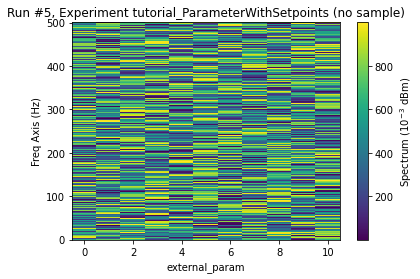 Run #5, Experiment tutorial_ParameterWithSetpoints (no sample)
500
400
300
200
100
0
Freq Axis (Hz)
0 2 4 6 8 10
external_param
800
600
400
200
Spectrum (10⁻³ dBm)